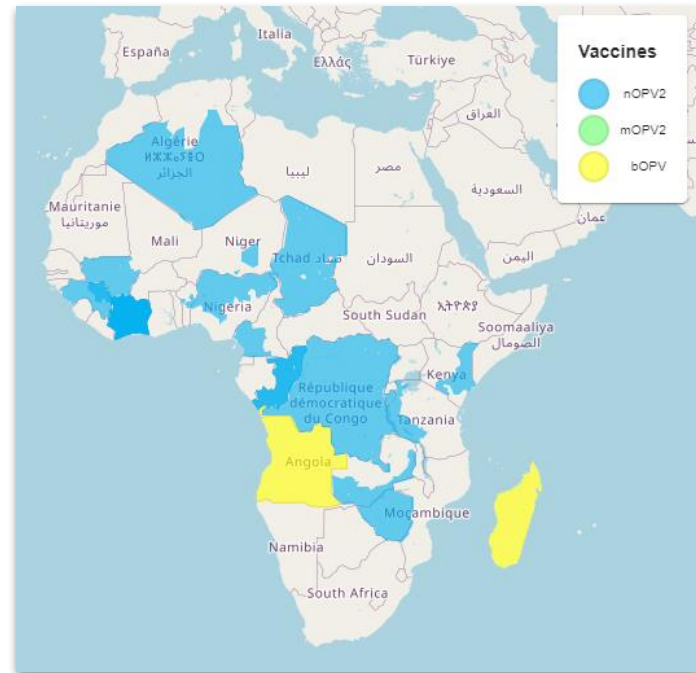 Italia
España
Ελλάς
Türkiye
العراق
Algérie
ⵍⵣⵣⴰⵢⴻⵔ
الجزائر
ليبيا
مصر
السعودية
عمان
اليمن
Mauritanie
موريتانيا
Mali
Niger
Tchad تشاد
السودان
Nigeria
South Sudan
ኢትዮጵያ
Soomaaliya
الصومال
Kenya
République
démocratique
du Congo
Tanzania
Angola
Moçambique
Namibia
South Africa
Vaccines
nOPV2
mOPV2
bOPV